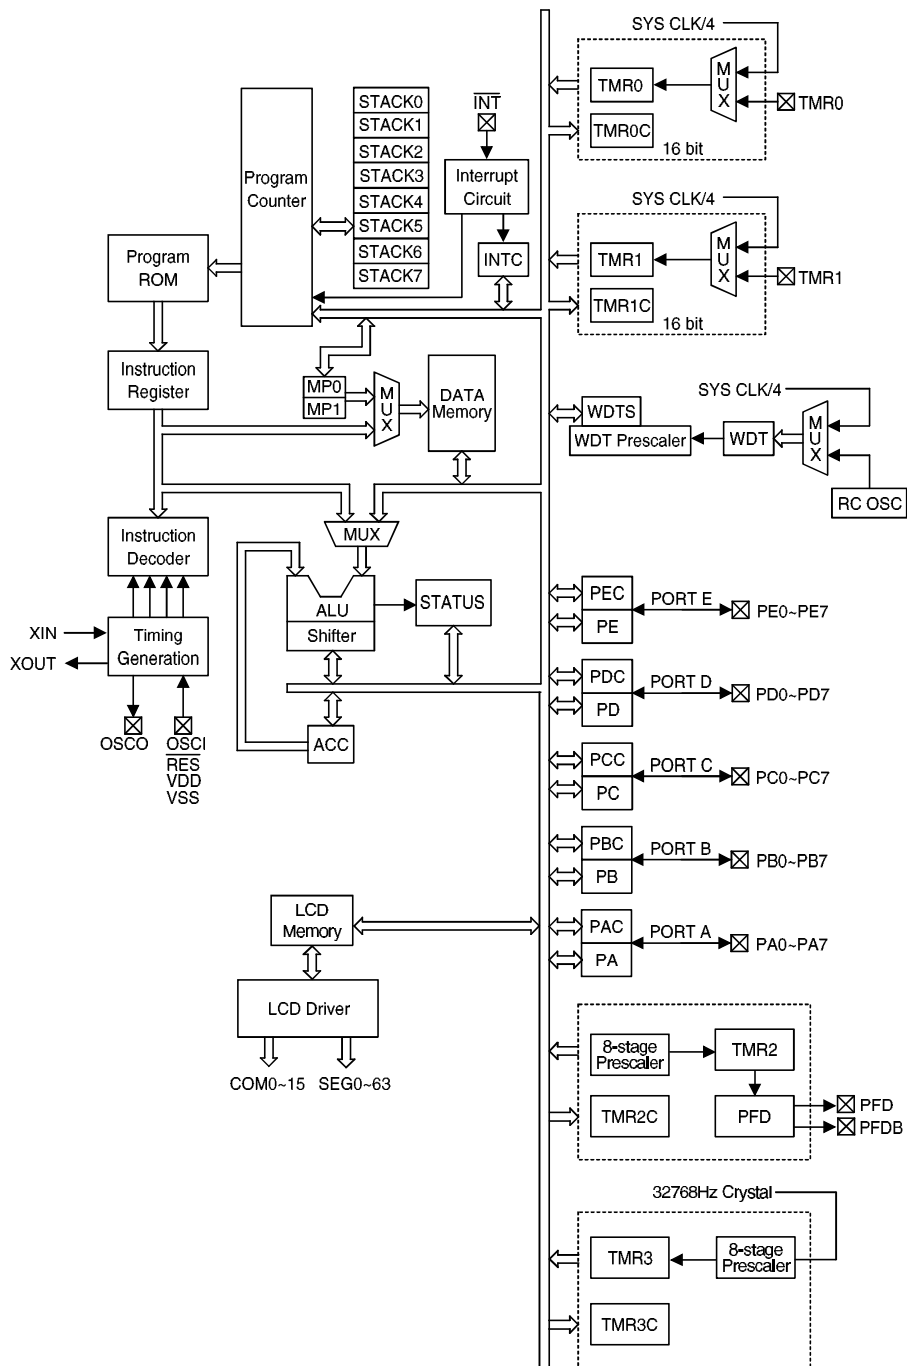 SYS CLK/4
TMR0
MUX
TMR0
TMR0C
16 bit
STACK0
STACK1
STACK2
STACK3
STACK4
STACK5
STACK6
STACK7
INT
Program
Counter
Interrupt
Circuit
INTC
SYS CLK/4
TMR1
MUX
TMR1
TMR1C
16 bit
Program
ROM
Instruction
Register
MP0
MP1
MUX
DATA
Memory
SYS CLK/4
WDTS
WDT Prescaler
WDT
MUX
RC OSC
Instruction
Decoder
MUX
ALU
Shifter
STATUS
XIN
XOUT
Timing
Generation
OSCO
OSCI
RES
VDD
VSS
ACC
PEC
PE
PORT E
PE0~PE7
PDC
PD
PORT D
PD0~PD7
PCC
PC
PORT C
PC0~PC7
PBC
PB
PORT B
PB0~PB7
LCD
Memory
PAC
PA
PORT A
PA0~PA7
LCD Driver
COM0~15
SEG0~63
8-stage
Prescaler
TMR2
TMR2C
PFD
PFD
PFDB
32768Hz Crystal
TMR3
8-stage
Prescaler
TMR3C